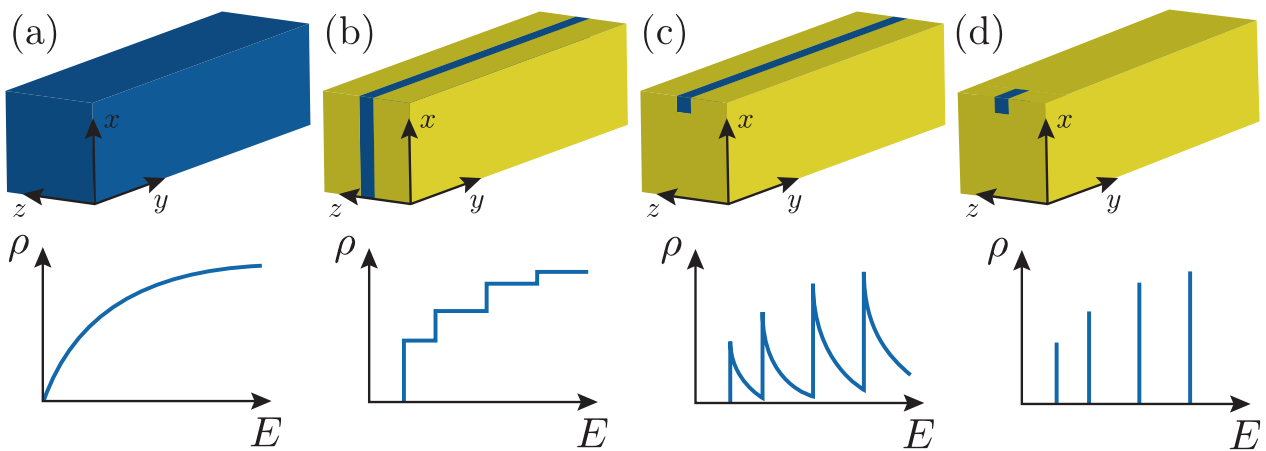 (a) (b) (c) (d)
x x x x
z y z y z y z y
ρ ρ ρ ρ
E E E E